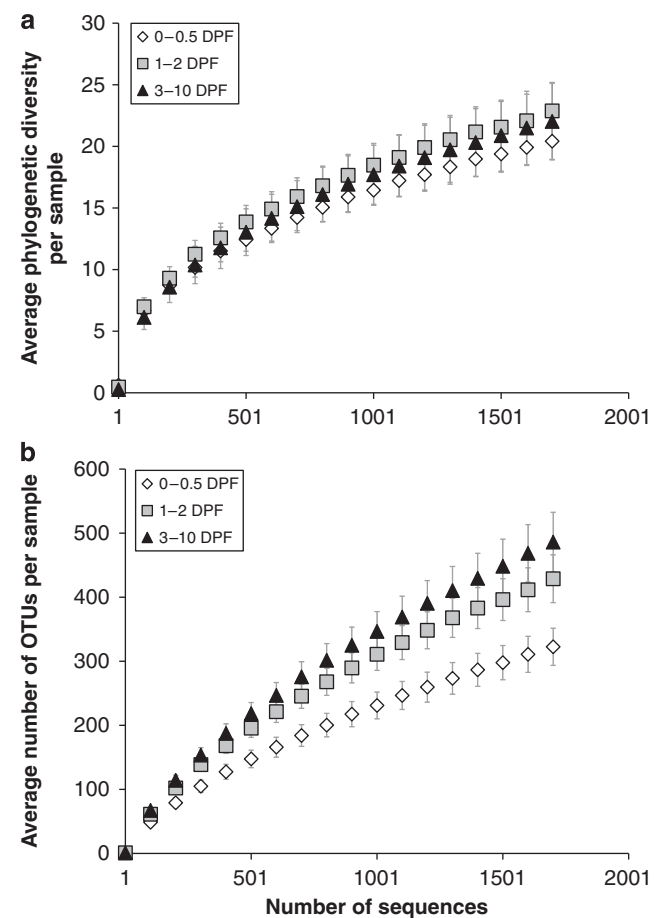 a
Average phylogenetic diversity
per sample
30
25
20
15
10
5
0
0–0.5 DPF
1–2 DPF
3–10 DPF
1
501
1001
1501
2001
b
Average number of OTUs per sample
600
500
400
300
200
100
0
0–0.5 DPF
1–2 DPF
3–10 DPF
1
501
1001
1501
2001
Number of sequences